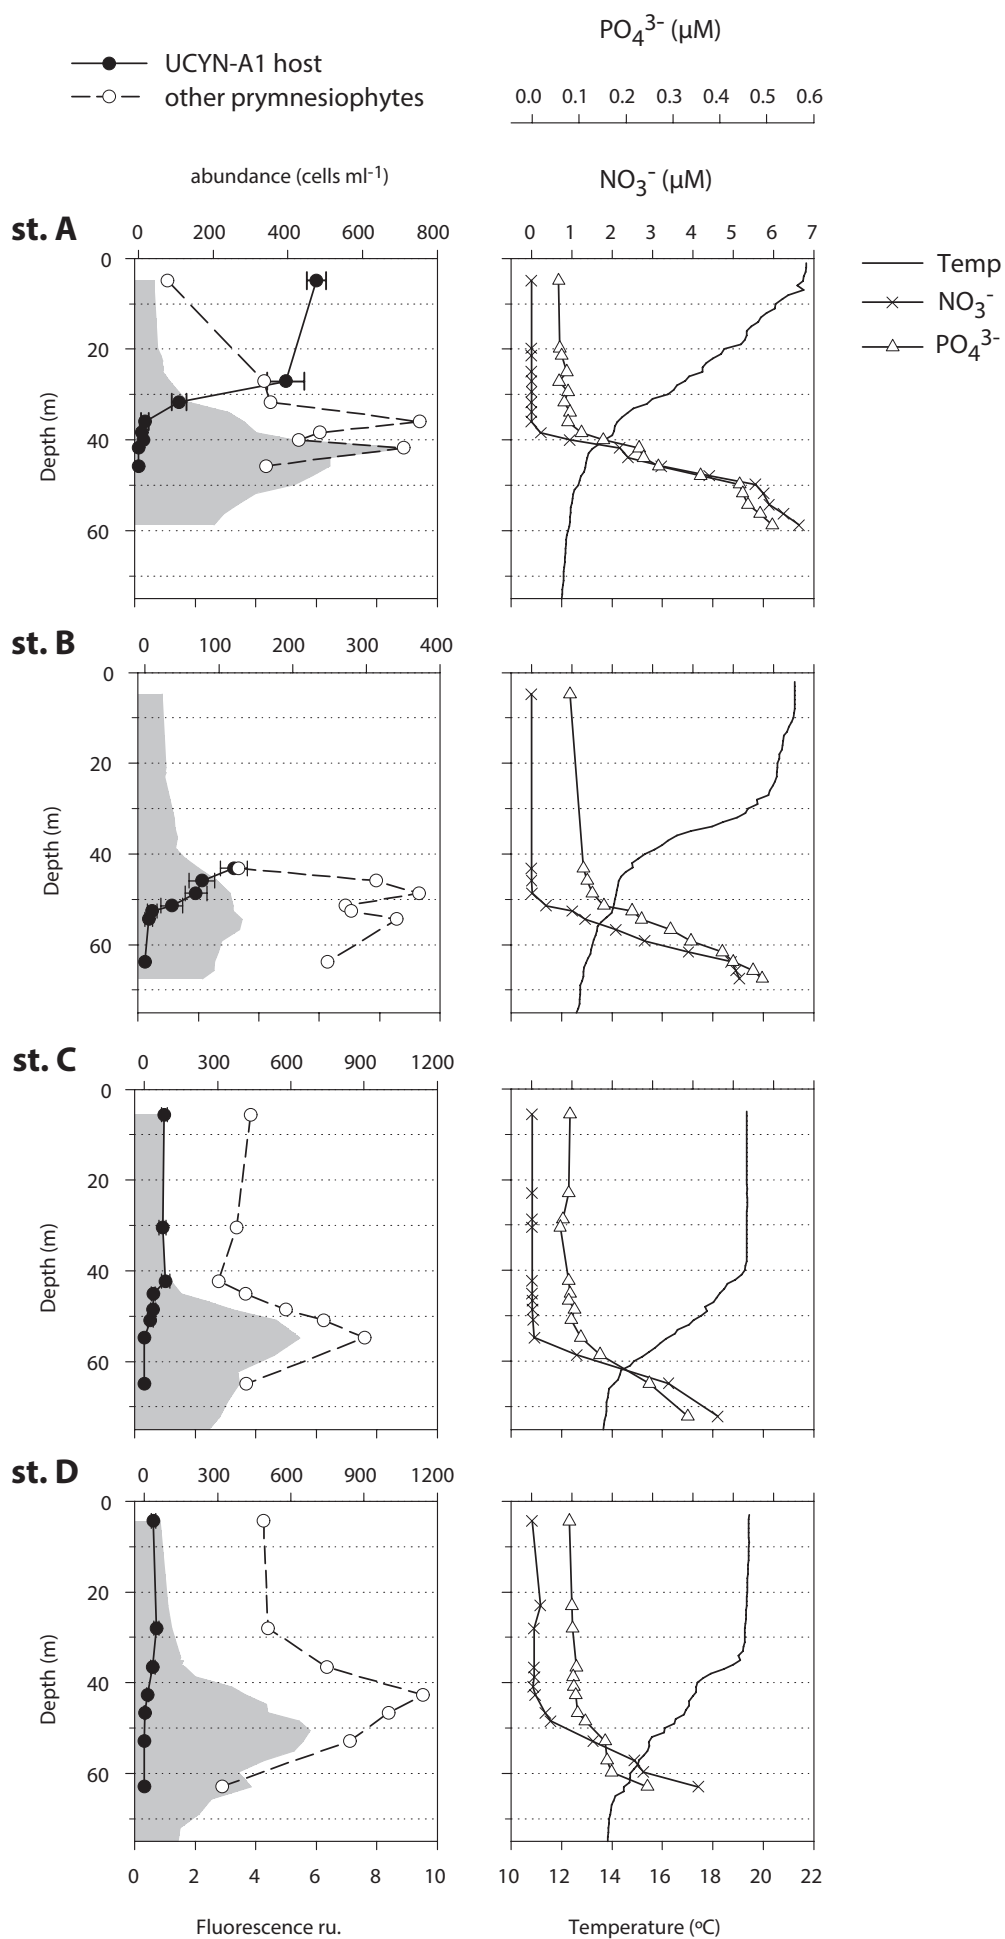 PO₄³⁻ (µM)
UCYN-A1 host
other prymnesiophytes
0.0 0.1 0.2 0.3 0.4 0.5 0.6
abundance (cells ml⁻¹)
NO₃⁻ (µM)
st. A
0 200 400 600 800
0 1 2 3 4 5 6 7
Temp
NO₃⁻
PO₄³⁻
0
20
40
60
Depth (m)
st. B
0 100 200 300 400
0
20
40
60
Depth (m)
st. C
0 300 600 900 1200
0
20
40
60
Depth (m)
st. D
0 300 600 900 1200
0
20
40
60
Depth (m)
0 2 4 6 8 10
10 12 14 16 18 20 22
Fluorescence ru.
Temperature (ºC)